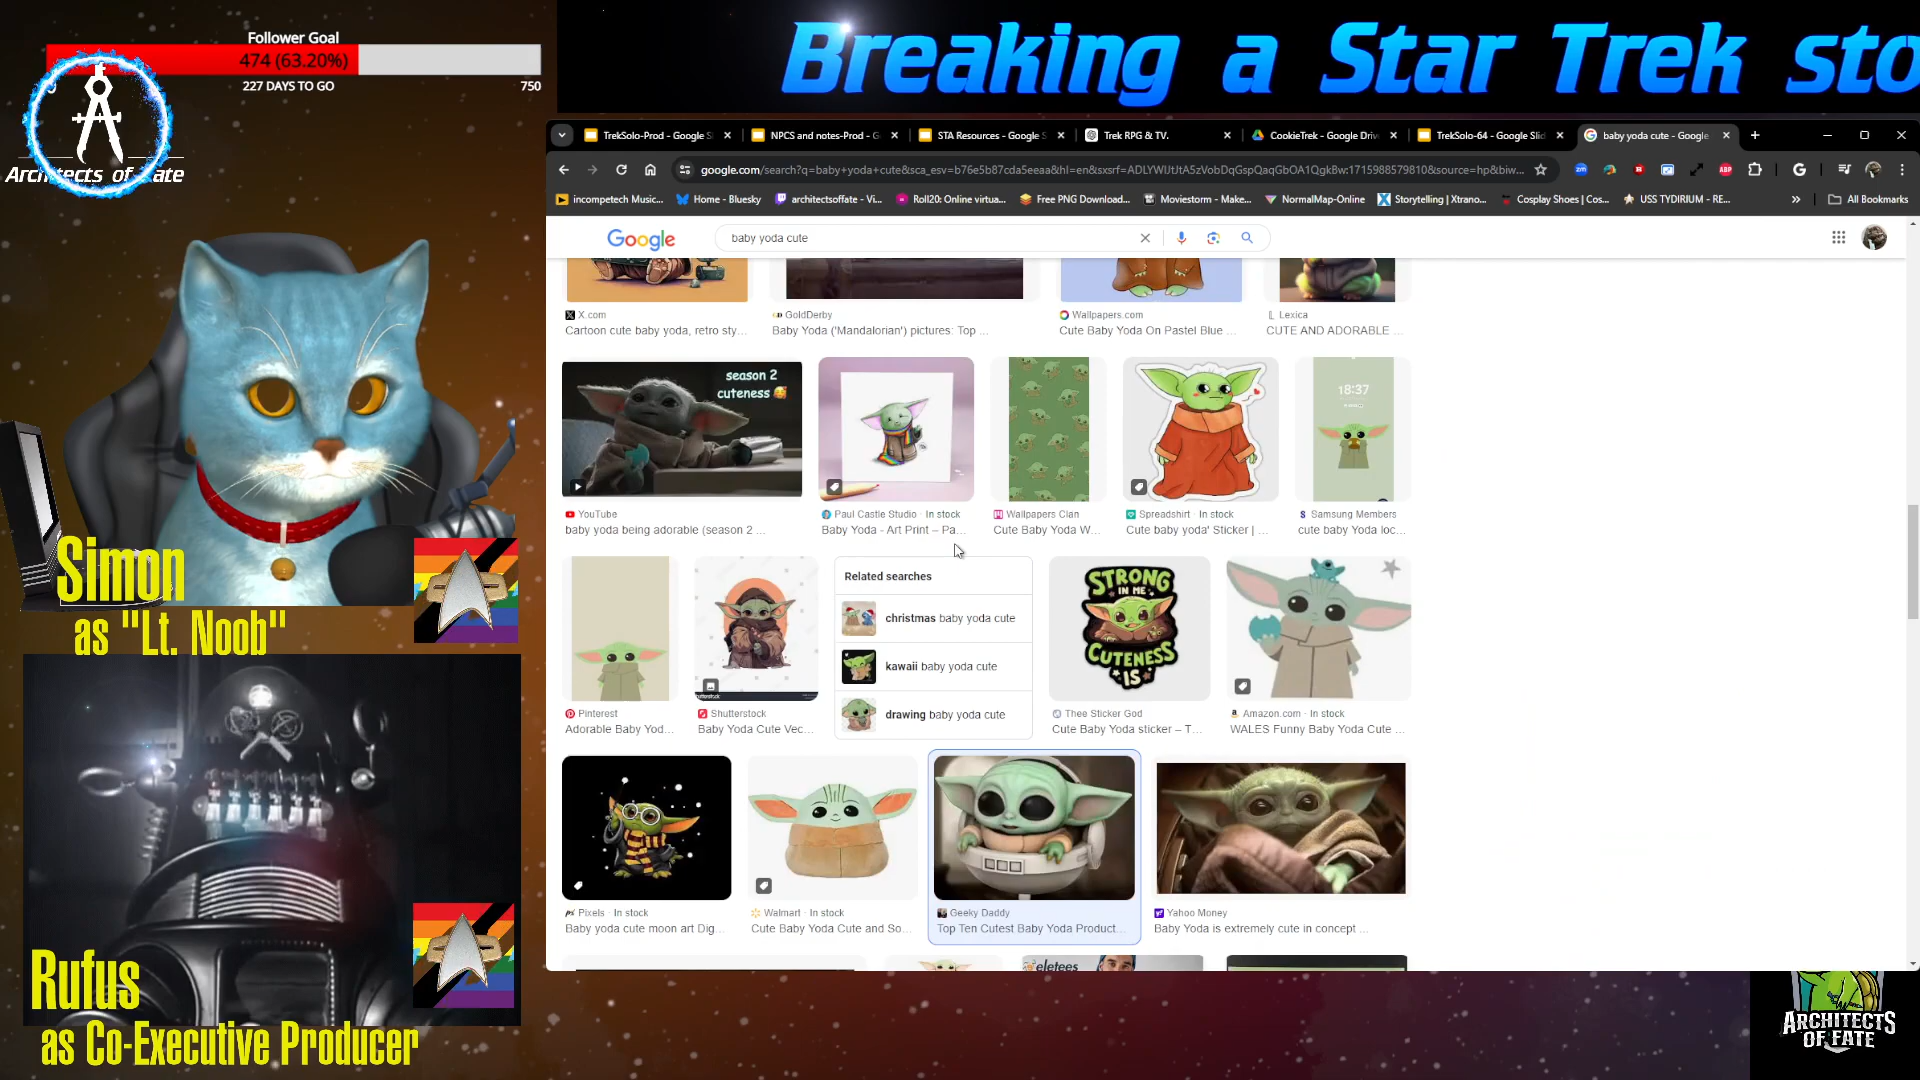 Follower Goal
474 (63.20%)
227 DAYS TO GO
750
Architects of Fate
Breaking a Star Trek sto
TrekSolo-Prod - Google S
NPCS and notes-Prod - G
STA Resources - Google S
Trek RPG & TV.
CookieTrek - Google Driv
TrekSolo-64 - Google Slid
baby yoda cute - Google
google.com/search?q=baby+yoda+cute&sca_esv=b76e5b87cda5eeaa&hl=en&sxsrf=ADLYWIJtJtA5zVobDqGspQaqGbOA1QgkBw:1715988579810&source=hp&biw...
incompetech Music...
Home - Bluesky
architectsoffate - Vi...
Roll20: Online virtua...
Free PNG Download...
Moviestorm - Make...
NormalMap-Online
Storytelling | Xtrano...
Cosplay Shoes | Cos...
USS TYDIRIUM - RE...
All Bookmarks
Google
baby yoda cute
X.com
Cartoon cute baby yoda, retro sty...
GoldDerby
Baby Yoda ('Mandalorian') pictures: Top ...
Wallpapers.com
Cute Baby Yoda On Pastel Blue ...
Lexica
CUTE AND ADORABLE ...
season 2
cuteness
18:37
YouTube
baby yoda being adorable (season 2 ...
Paul Castle Studio · In stock
Baby Yoda - Art Print – Pa...
Wallpapers Clan
Cute Baby Yoda W...
Spreadshirt · In stock
Cute baby yoda' Sticker | ...
Samsung Members
cute baby yoda loc...
Related searches
christmas baby yoda cute
kawaii baby yoda cute
drawing baby yoda cute
STRONG
IN ME
CUTENESS
IS
Pinterest
Adorable Baby Yod...
Shutterstock
Baby Yoda Cute Vec...
Thee Sticker God
Cute Baby Yoda sticker – T...
Amazon.com · In stock
WALES Funny Baby Yoda Cute ...
Pixels · In stock
Baby yoda cute moon art Dig...
Walmart · In stock
Cute Baby Yoda Cute and So...
Geeky Daddy
Top Ten Cutest Baby Yoda Product...
Yahoo Money
Baby Yoda is extremely cute in concept ...
eletees
Simon
as "Lt. Noob"
Rufus
as Co-Executive Producer
ARCHITECTS
OF FATE